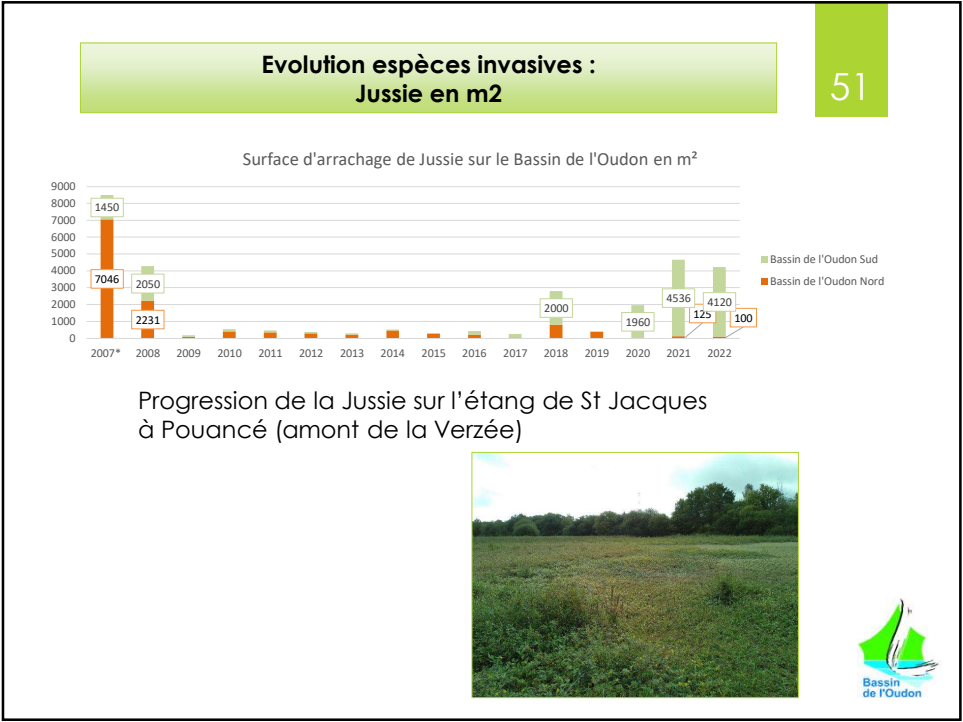 Evolution espèces invasives :
Jussie en m2
51
Surface d'arrachage de Jussie sur le Bassin de l'Oudon en m²
9000
8000
7000
6000
5000
4000
3000
2000
1000
0
1450
7046
2050
2231
2000
1960
4536
125
4120
100
2007* 2008 2009 2010 2011 2012 2013 2014 2015 2016 2017 2018 2019 2020 2021 2022
Bassin de l'Oudon Sud
Bassin de l'Oudon Nord
Progression de la Jussie sur l’étang de St Jacques
à Pouancé (amont de la Verzée)
Bassin
de l'Oudon